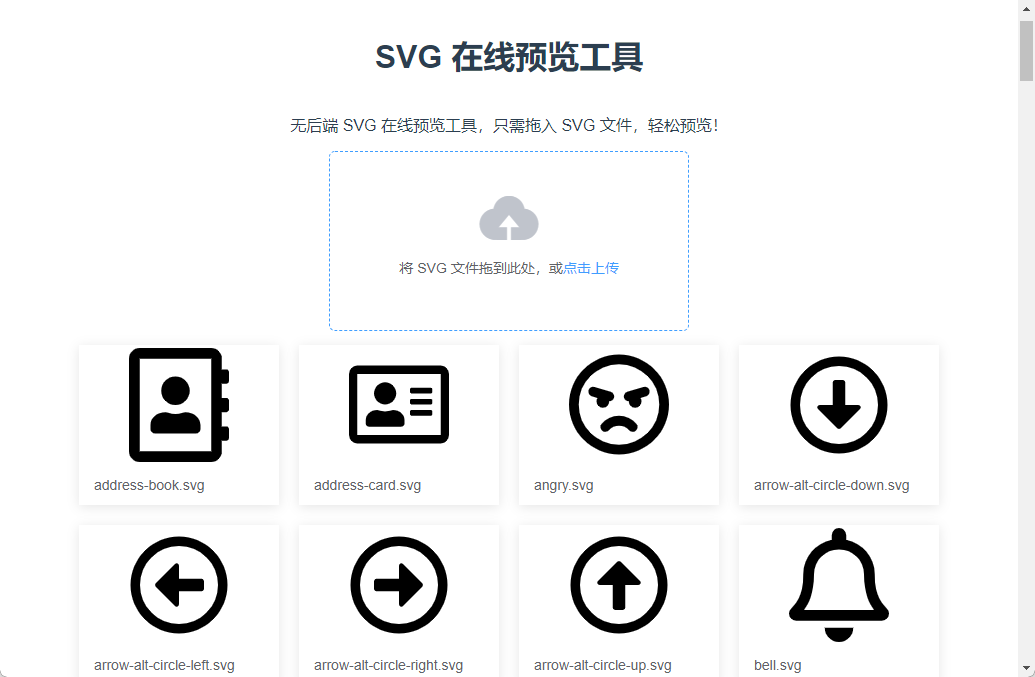 SVG 在线预览工具
无后端 SVG 在线预览工具，只需拖入 SVG 文件，轻松预览！
将 SVG 文件拖到此处，或点击上传
address-book.svg
address-card.svg
angry.svg
arrow-alt-circle-down.svg
arrow-alt-circle-left.svg
arrow-alt-circle-right.svg
arrow-alt-circle-up.svg
bell.svg